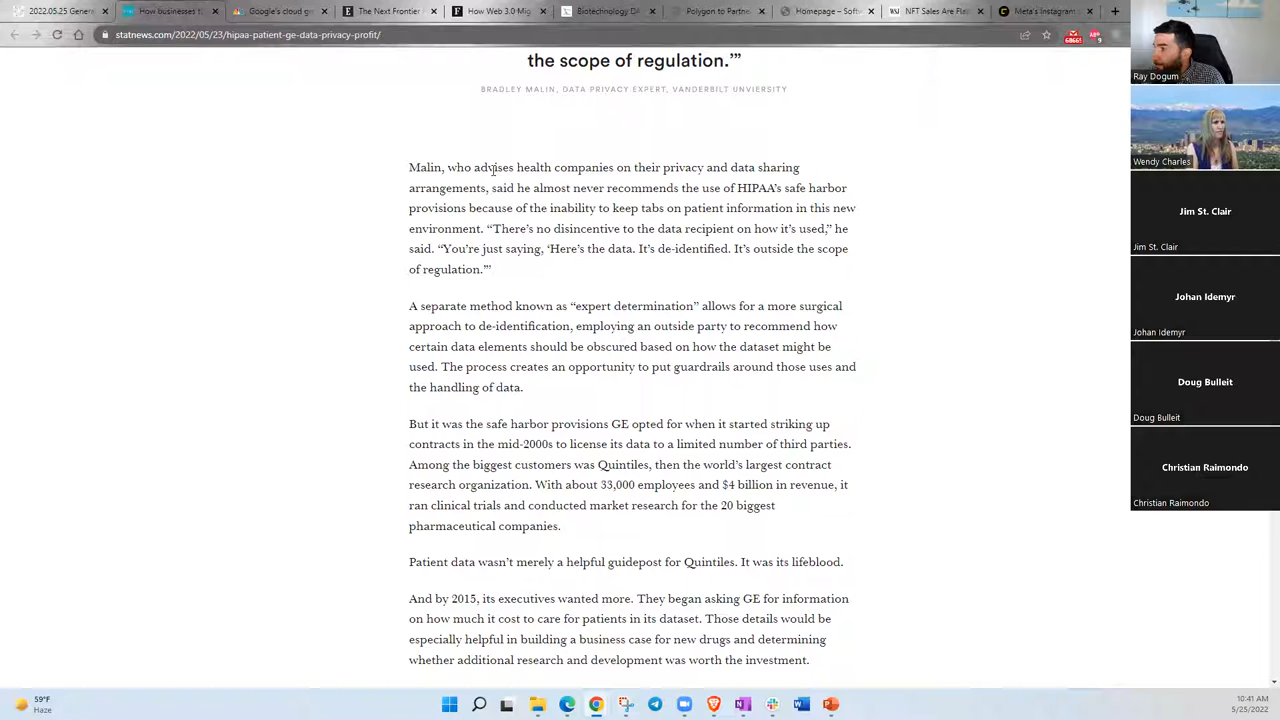 2022.05.25 Genera
How businesses t
Google's cloud ge
The Next Frontier
How Web 3.0 Mig
Biotechnology DA
Polygon to Partne
Homepage – Softw
NFT Sales Are Fla
Meta's Instagram
statnews.com/2022/05/23/hipaa-patient-ge-data-privacy-profit/
the scope of regulation.’”
BRADLEY MALIN, DATA PRIVACY EXPERT, VANDERBILT UNVIERSITY
Malin, who advises health companies on their privacy and data sharing
arrangements, said he almost never recommends the use of HIPAA’s safe harbor
provisions because of the inability to keep tabs on patient information in this new
environment. “There’s no disincentive to the data recipient on how it’s used,” he
said. “You’re just saying, ‘Here’s the data. It’s de-identified. It’s outside the scope
of regulation.’”
A separate method known as “expert determination” allows for a more surgical
approach to de-identification, employing an outside party to recommend how
certain data elements should be obscured based on how the dataset might be
used. The process creates an opportunity to put guardrails around those uses and
the handling of data.
But it was the safe harbor provisions GE opted for when it started striking up
contracts in the mid-2000s to license its data to a limited number of third parties.
Among the biggest customers was Quintiles, then the world’s largest contract
research organization. With about 33,000 employees and $4 billion in revenue, it
ran clinical trials and conducted market research for the 20 biggest
pharmaceutical companies.
Patient data wasn’t merely a helpful guidepost for Quintiles. It was its lifeblood.
And by 2015, its executives wanted more. They began asking GE for information
on how much it cost to care for patients in its dataset. Those details would be
especially helpful in building a business case for new drugs and determining
whether additional research and development was worth the investment.
Ray Dogum
Wendy Charles
Jim St. Clair
Jim St. Clair
Johan Idemyr
Johan Idemyr
Doug Bulleit
Doug Bulleit
Christian Raimondo
Christian Raimondo
59°F
Haze
10:41 AM
5/25/2022